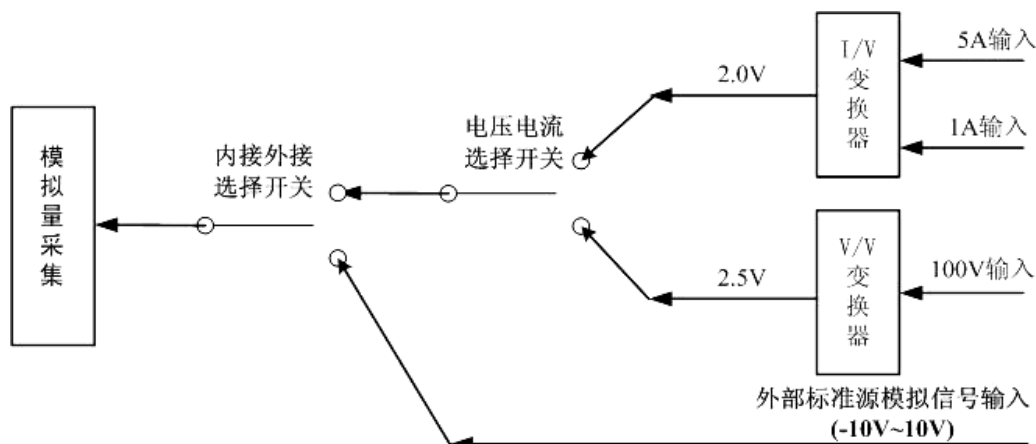 模拟量采集
内接外接
选择开关
电压电流
选择开关
2.0V
I/V变换器
5A输入
1A输入
2.5V
V/V变换器
100V输入
外部标准源模拟信号输入
(-10V~10V)